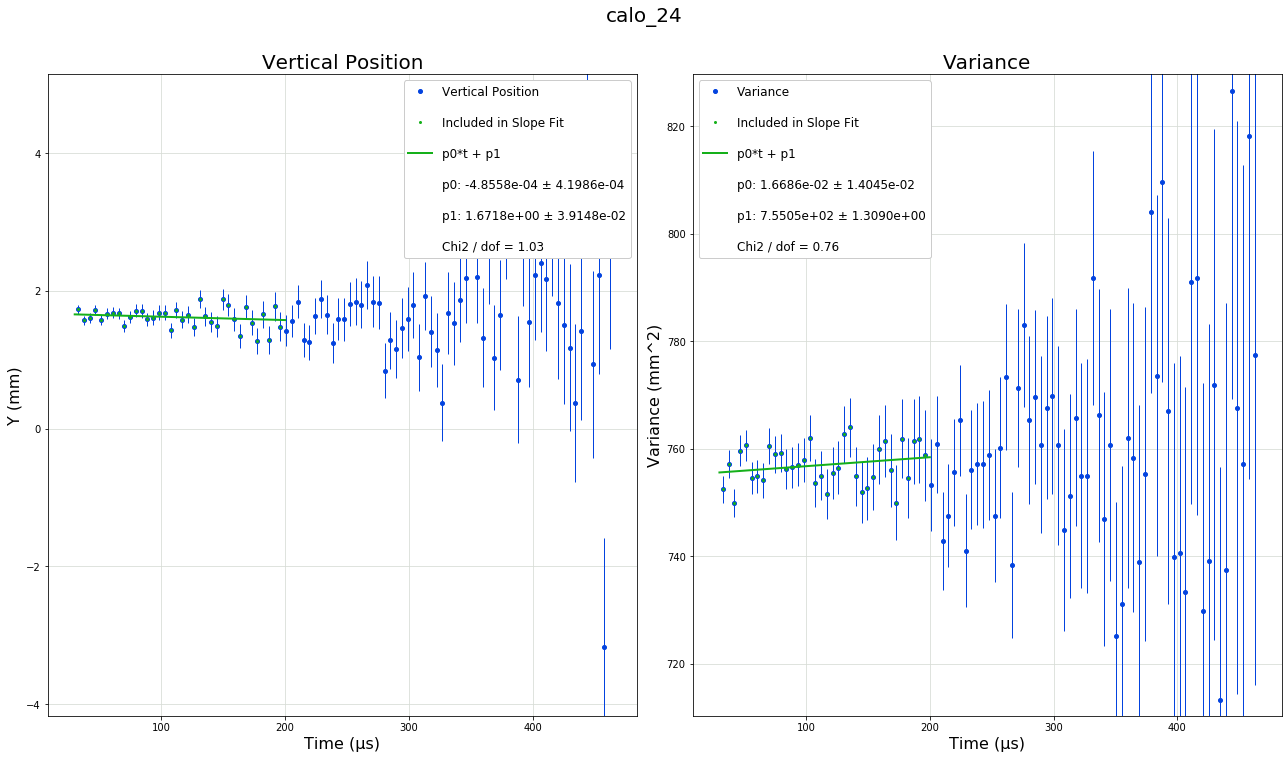 calo_24
Vertical Position
Vertical Position
Included in Slope Fit
p0*t + p1
p0: -4.8558e-04 ± 4.1986e-04
p1: 1.6718e+00 ± 3.9148e-02
Chi2 / dof = 1.03
Y (mm)
4
2
0
−2
−4
100
200
300
400
Time (μs)
Variance
Variance
Included in Slope Fit
p0*t + p1
p0: 1.6686e-02 ± 1.4045e-02
p1: 7.5505e+02 ± 1.3090e+00
Chi2 / dof = 0.76
Variance (mm^2)
820
800
780
760
740
720
100
200
300
400
Time (μs)